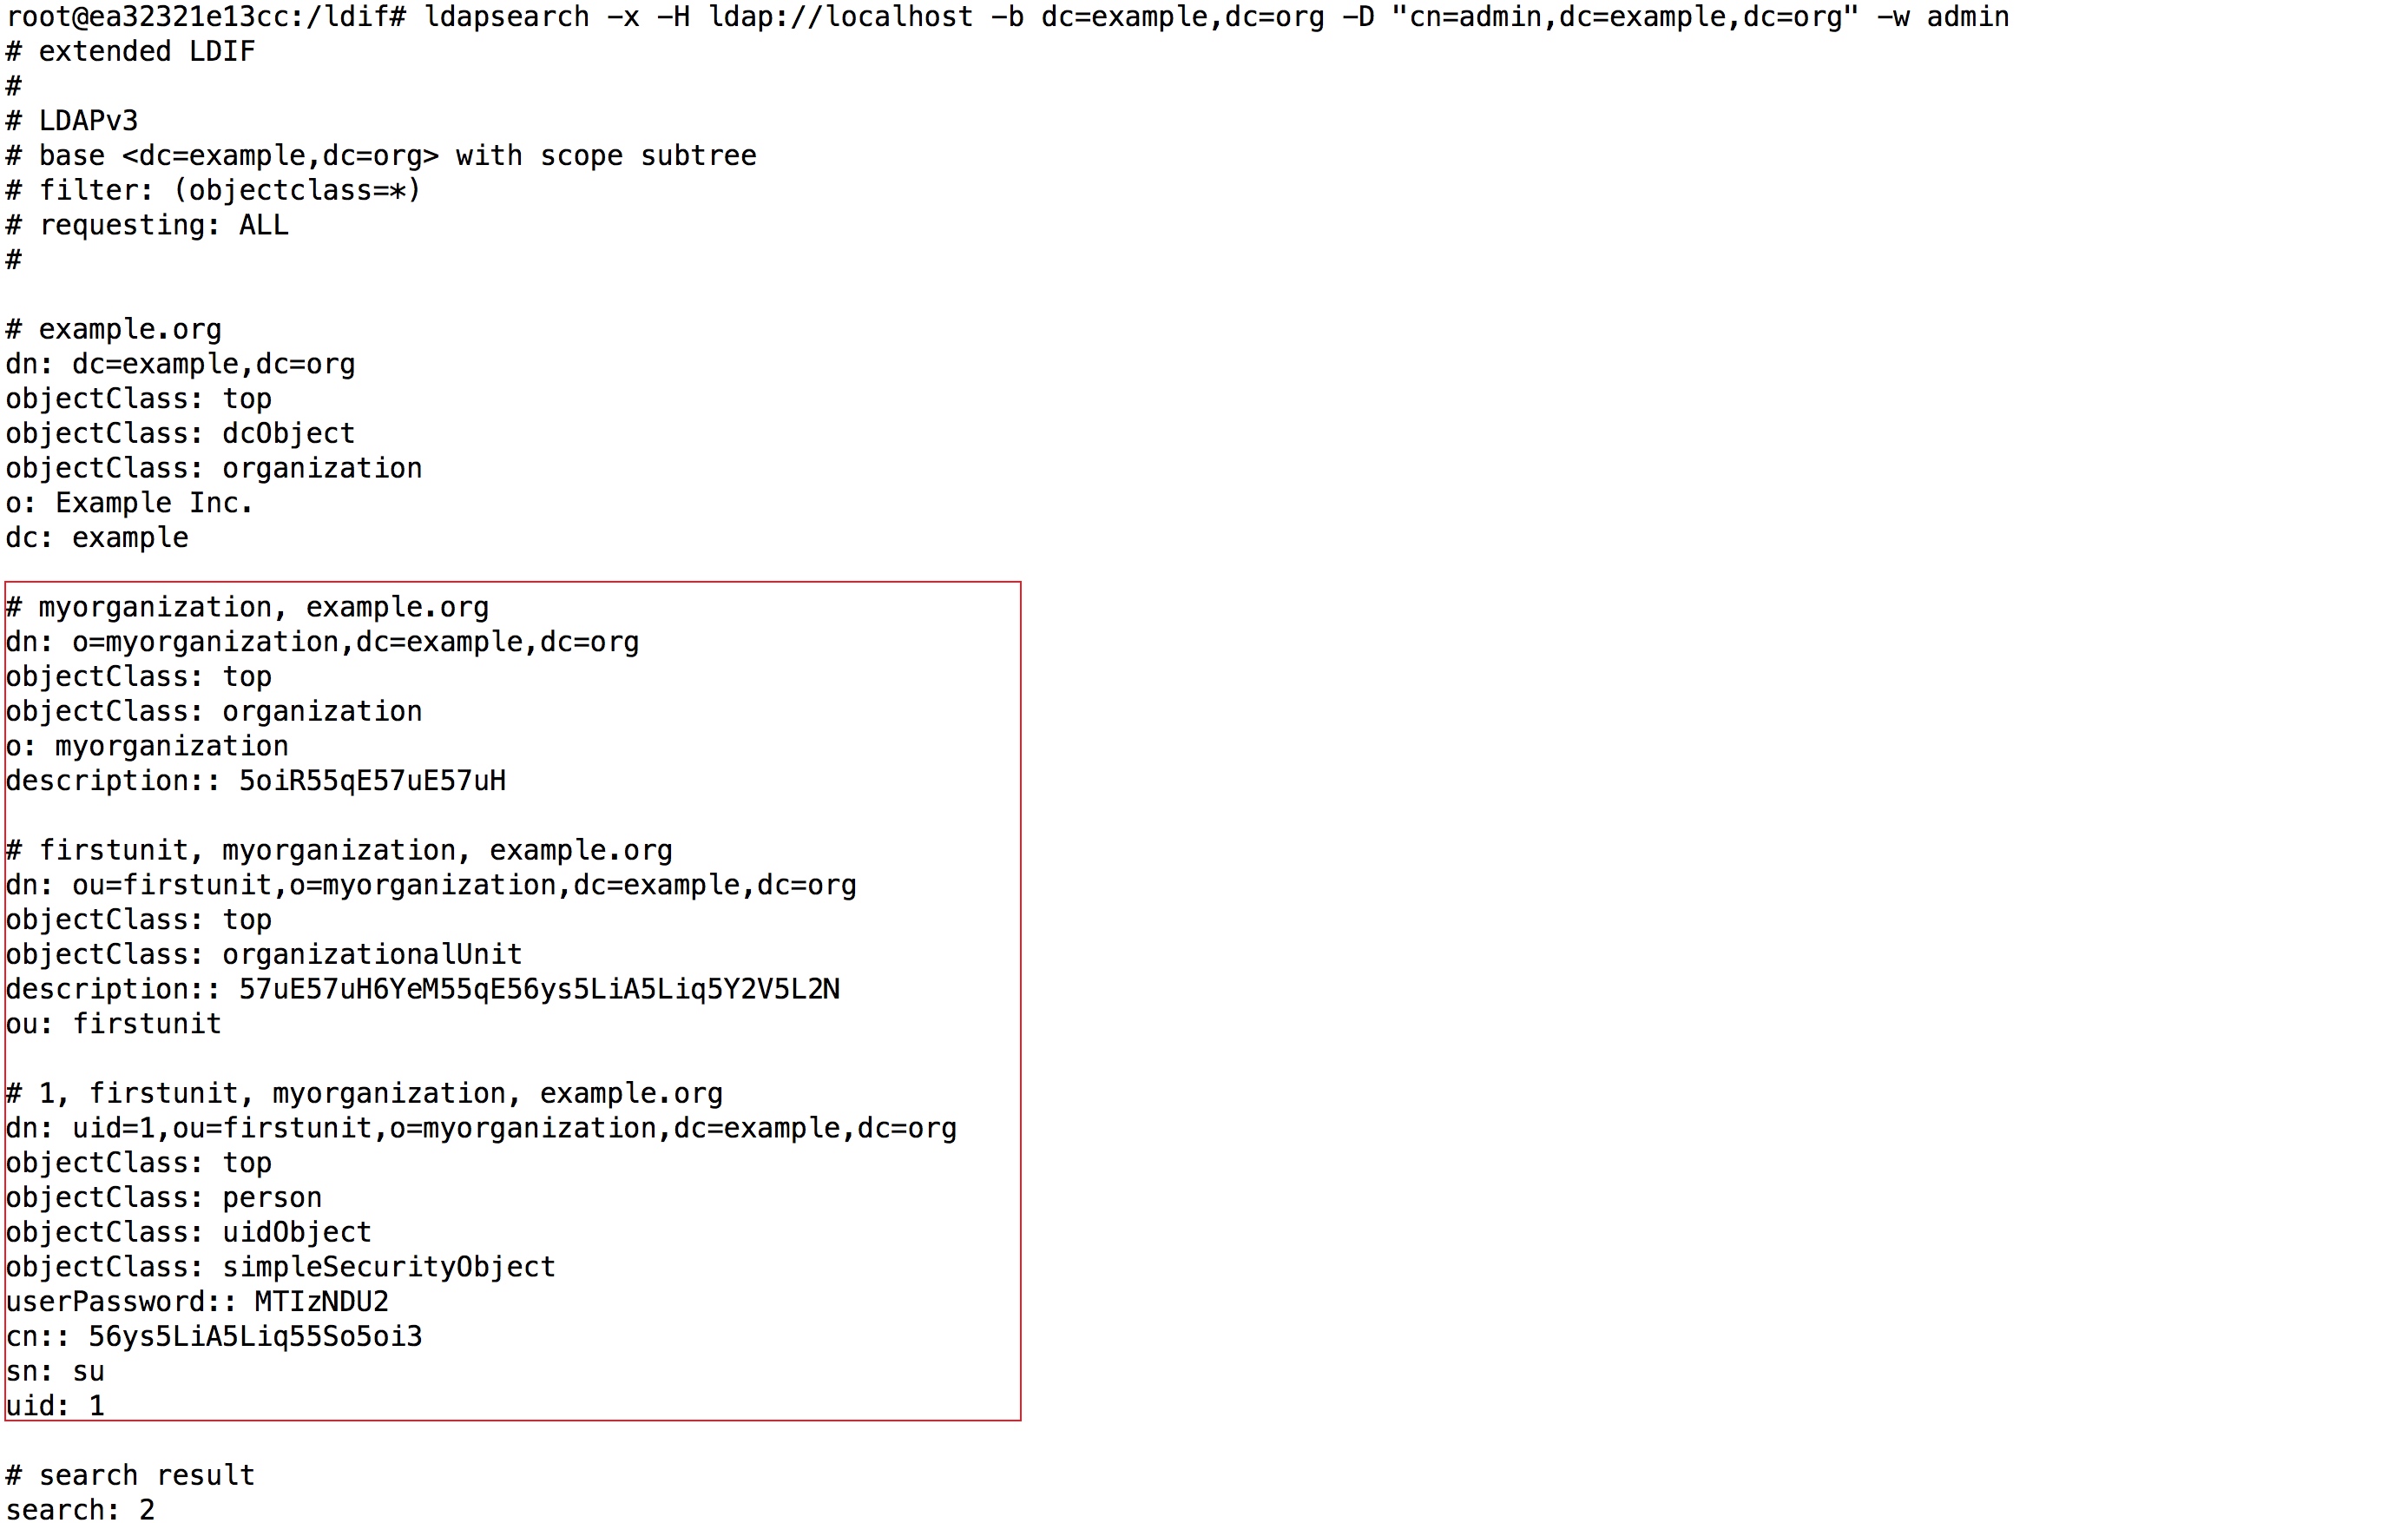 root@ea32321e13cc:/ldif# ldapsearch -x -H ldap://localhost -b dc=example,dc=org -D "cn=admin,dc=example,dc=org" -w admin
# extended LDIF
#
# LDAPv3
# base <dc=example,dc=org> with scope subtree
# filter: (objectclass=*)
# requesting: ALL
#
# example.org
dn: dc=example,dc=org
objectClass: top
objectClass: dcObject
objectClass: organization
o: Example Inc.
dc: example
# myorganization, example.org
dn: o=myorganization,dc=example,dc=org
objectClass: top
objectClass: organization
o: myorganization
description:: 5oiR55qE57uE57uH
# firstunit, myorganization, example.org
dn: ou=firstunit,o=myorganization,dc=example,dc=org
objectClass: top
objectClass: organizationalUnit
description:: 57uE57uH6YeM55qE56ys5LiA5Liq5Y2V5L2N
ou: firstunit
# 1, firstunit, myorganization, example.org
dn: uid=1,ou=firstunit,o=myorganization,dc=example,dc=org
objectClass: top
objectClass: person
objectClass: uidObject
objectClass: simpleSecurityObject
userPassword:: MTIzNDU2
cn:: 56ys5LiA5Liq55So5oi3
sn: su
uid: 1
# search result
search: 2